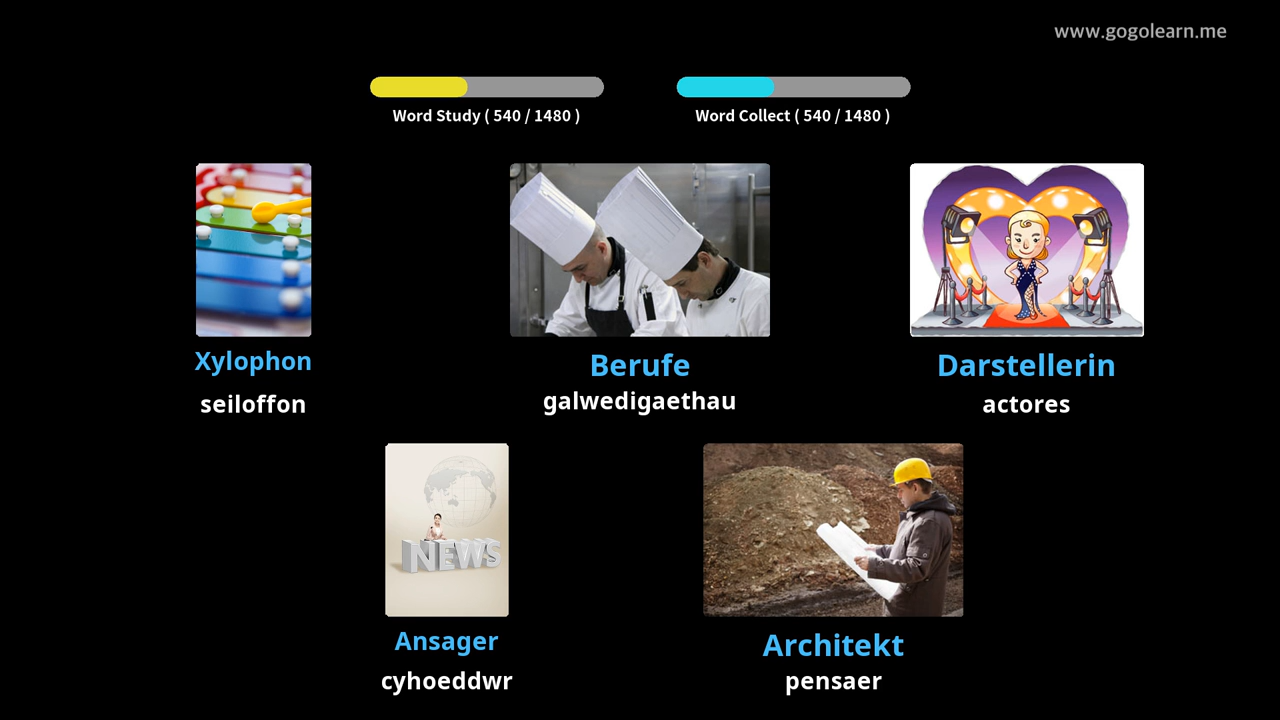 www.gogolearn.me
Word Study ( 540 / 1480 )
Word Collect ( 540 / 1480 )
Xylophon
seiloffon
Berufe
galwedigaethau
Darstellerin
actores
NEWS
Ansager
cyhoeddwr
Architekt
pensaer